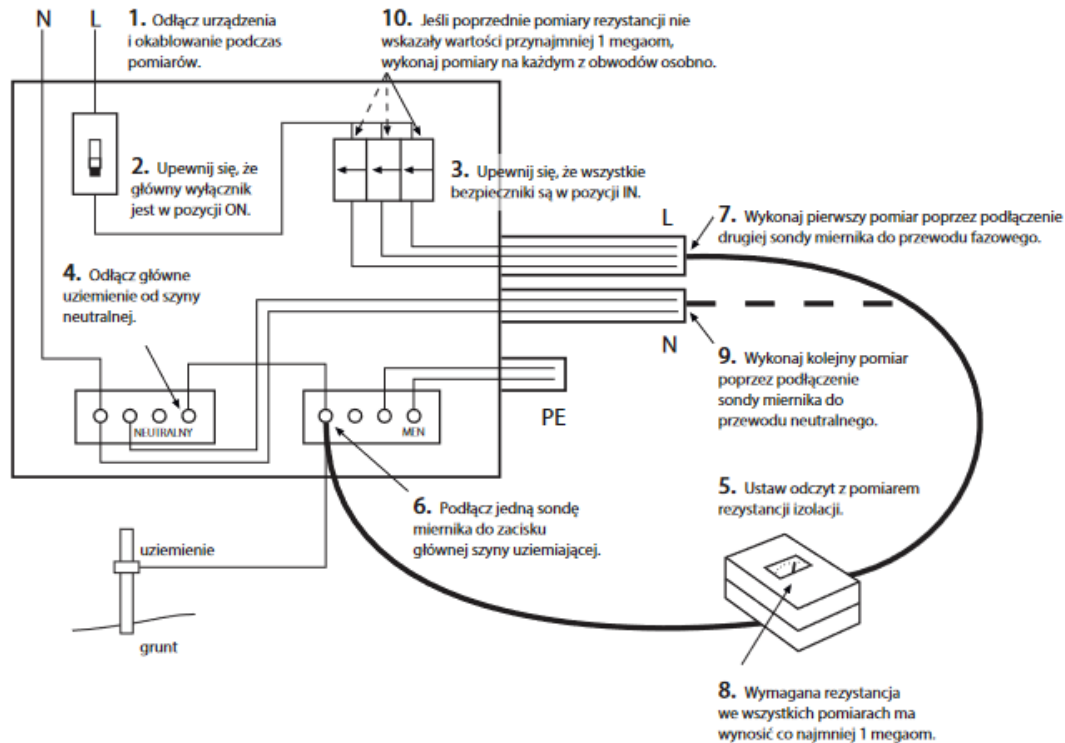 N
L
1. Odłącz urządzenia
i okablowanie podczas
pomiarów.
10. Jeśli poprzednie pomiary rezystancji nie
wskazały wartości przynajmniej 1 megaom,
wykonaj pomiary na każdym z obwodów osobno.
2. Upewnij się, że
główny wyłącznik
jest w pozycji ON.
3. Upewnij się, że wszystkie
bezpieczniki są w pozycji IN.
L
7. Wykonaj pierwszy pomiar poprzez podłączenie
drugiej sondy miernika do przewodu fazowego.
4. Odłącz główne
uziemienie od szyny
neutralnej.
N
9. Wykonaj kolejny pomiar
poprzez podłączenie
sondy miernika do
przewodu neutralnego.
PE
NEUTRALNY
MEN
5. Ustaw odczyt z pomiarem
rezystancji izolacji.
6. Podłącz jedną sondę
miernika do zacisku
głównej szyny uziemiającej.
uziemienie
grunt
8. Wymagana rezystancja
we wszystkich pomiarach ma
wynosić co najmniej 1 megaom.